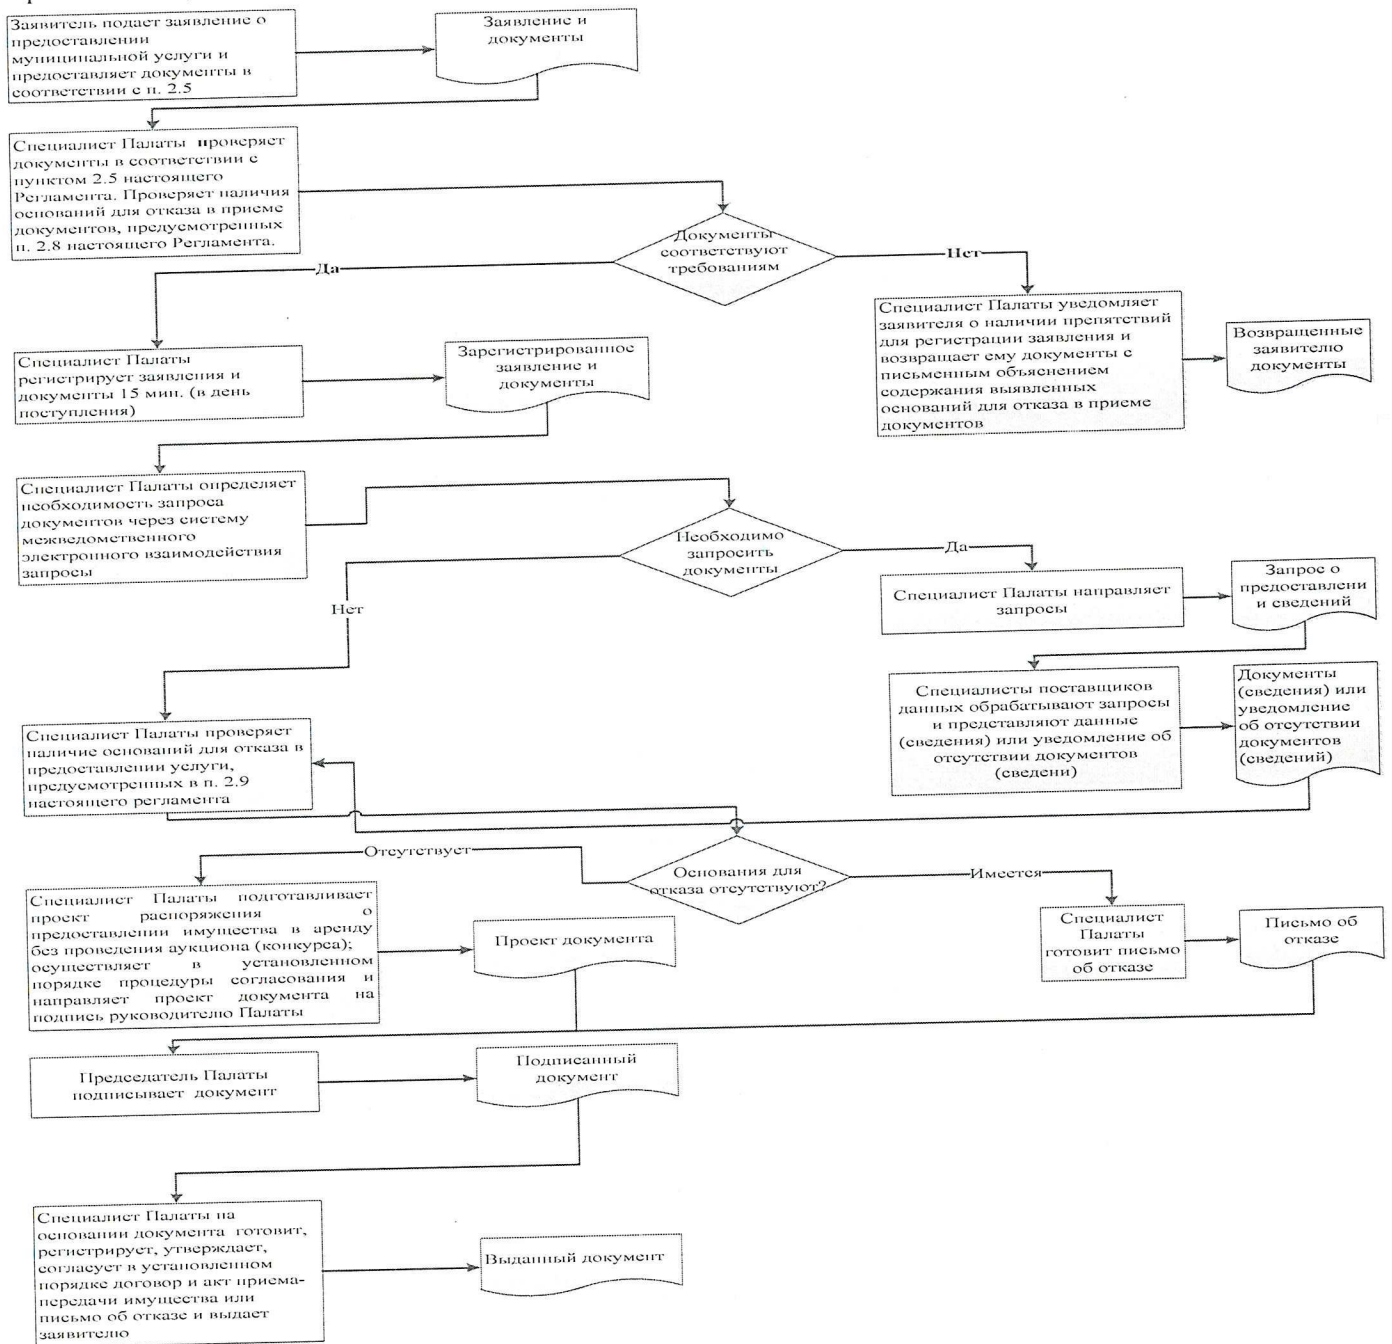 Заявитель подает заявление о
предоставлении
муниципальной услуги и
предоставляет документы в
соответствии с п. 2.5
Заявление и
документы
Специалист Палаты проверяет
документы в соответствии с
пунктом 2.5 настоящего
Регламента. Проверяет наличия
оснований для отказа в приеме
документов, предусмотренных
п. 2.8 настоящего Регламента.
Документы
соответствуют
требованиям
Да
Нет
Специалист Палаты
регистрирует заявления и
документы 15 мин. (в день
поступления)
Зарегистрированное
заявление и
документы
Специалист Палаты уведомляет
заявителя о наличии препятствий
для регистрации заявления и
возвращает ему документы с
письменным объяснением
содержания выявленных
оснований для отказа в приеме
документов
Возвращенные
заявителю
документы
Специалист Палаты определяет
необходимость запроса
документов через систему
межведомственного
электронного взаимодействия
запросы
Необходимо
запросить
документы
Да
Нет
Специалист Палаты направляет
запросы
Запрос о
предоставлени
и сведений
Специалисты поставщиков
данных обрабатывают запросы
и представляют данные
(сведения) или уведомление об
отсутствии документов
(сведени)
Документы
(сведения) или
уведомление
об отсутствии
документов
(сведений)
Специалист Палаты проверяет
наличие оснований для отказа в
предоставлении услуги,
предусмотренных в п. 2.9
настоящего регламента
Основания для
отказа отсутствуют?
Отсутствует
Имеется
Специалист Палаты подготавливает
проект распоряжения о
предоставлении имущества в аренду
без проведения аукциона (конкурса);
осуществляет в установленном
порядке процедуры согласования и
направляет проект документа на
подпись руководителю Палаты
Проект документа
Специалист
Палаты
готовит письмо
об отказе
Письмо об
отказе
Председатель Палаты
подписывает документ
Подписанный
документ
Специалист Палаты на
основании документа готовит,
регистрирует, утверждает,
согласует в установленном
порядке договор и акт приема-
передачи имущества или
письмо об отказе и выдает
заявителю
Выданный документ